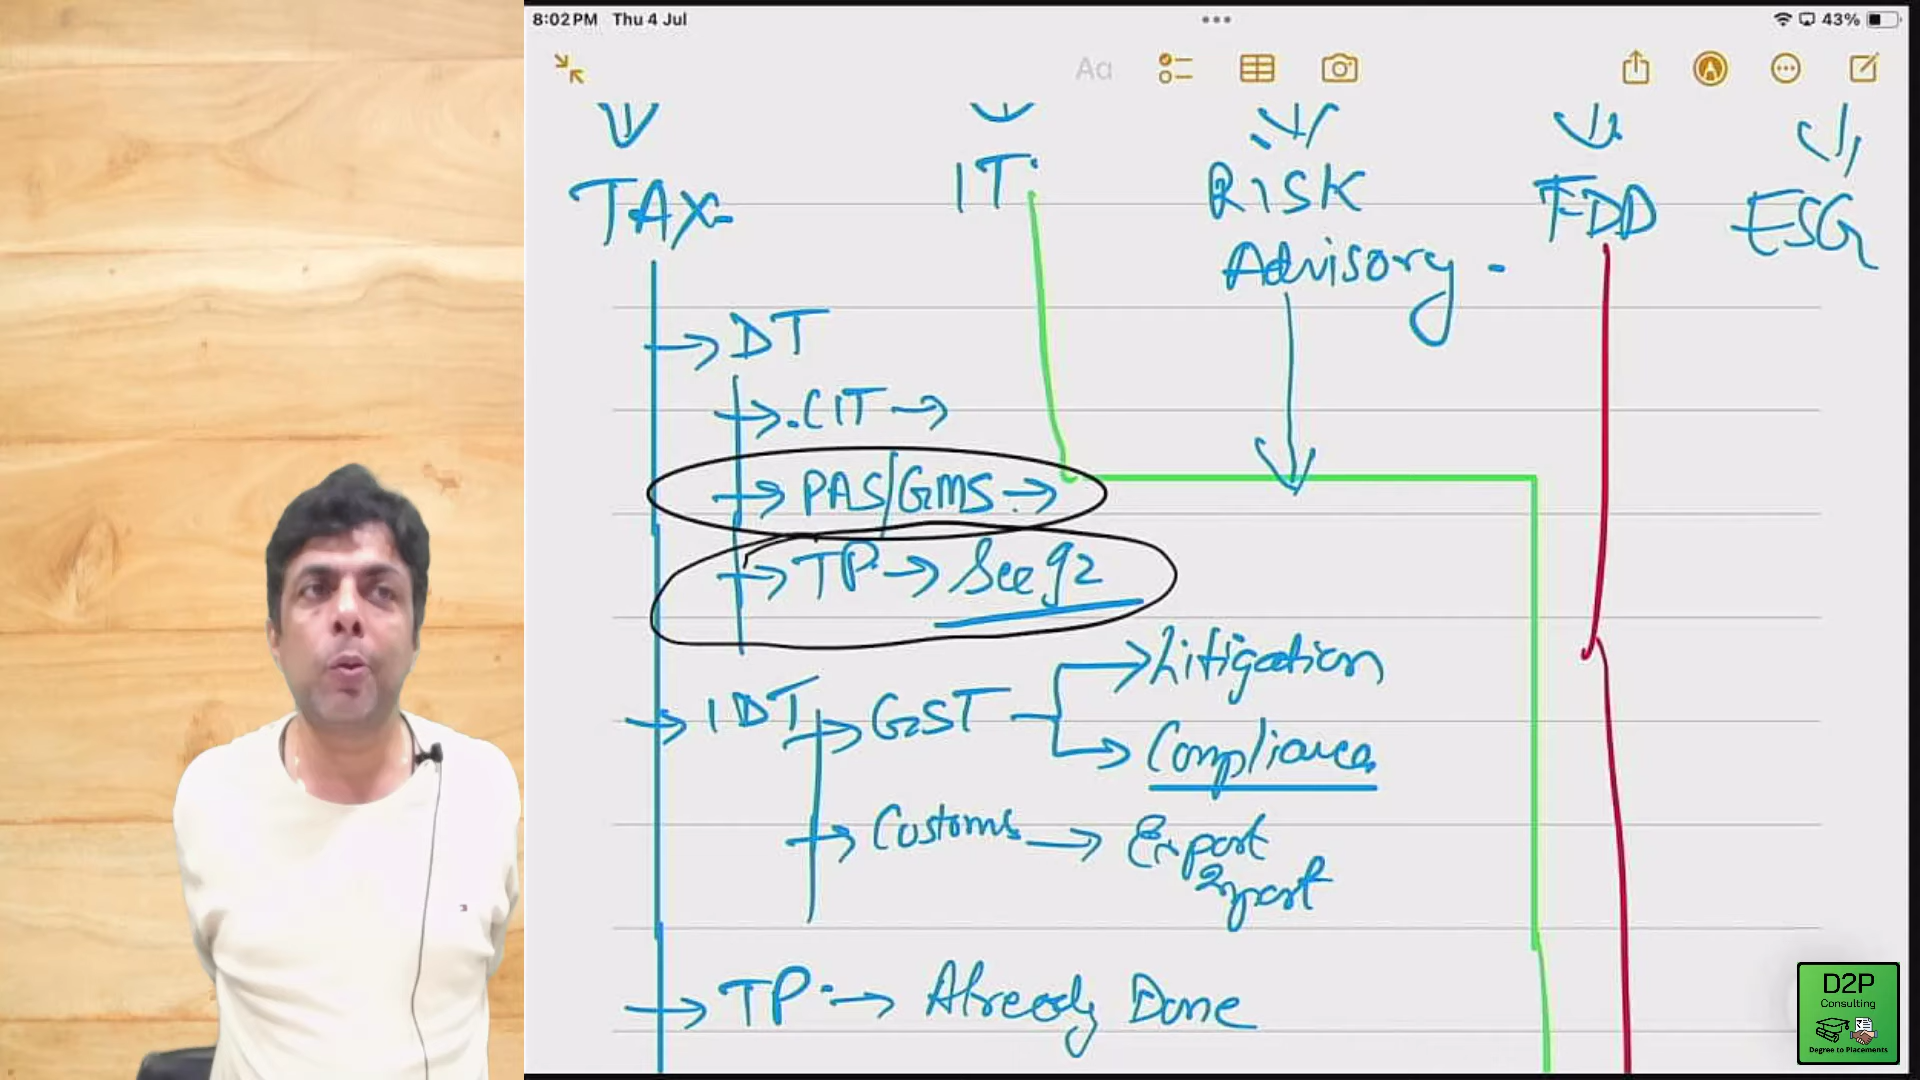 8:02 PM Thu 4 Jul
43%
Aa
TAX
IT
RISK
Advisory
FDD
ESG
DT
CIT
PAS/GMS
TP → Sec 92
IDT → GST
Litigation
Compliance
Customs → Export
Import
TP → Already Done
D2P
Consulting
Degree to Placements